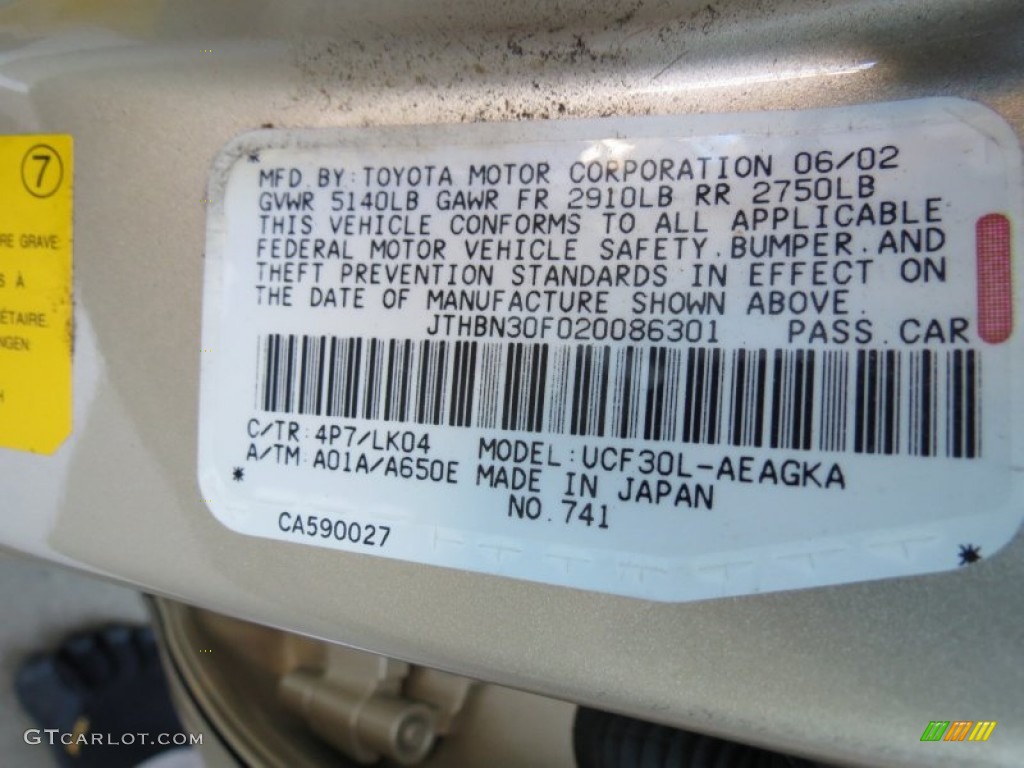 7
RE GRAVE
S À
ÉTAIRE.
NGEN
H
MFD. BY: TOYOTA MOTOR CORPORATION 06/02
GVWR 5140LB GAWR FR 2910LB RR 2750LB
THIS VEHICLE CONFORMS TO ALL APPLICABLE
FEDERAL MOTOR VEHICLE SAFETY. BUMPER. AND
THEFT PREVENTION STANDARDS IN EFFECT ON
THE DATE OF MANUFACTURE SHOWN ABOVE.
JTHBN30F020086301 PASS. CAR
C/TR: 4P7/LK04 MODEL: UCF30L-AEAGKA
A/TM: A01A/A650E MADE IN JAPAN
NO. 741
CA590027
GTCARLOT.COM